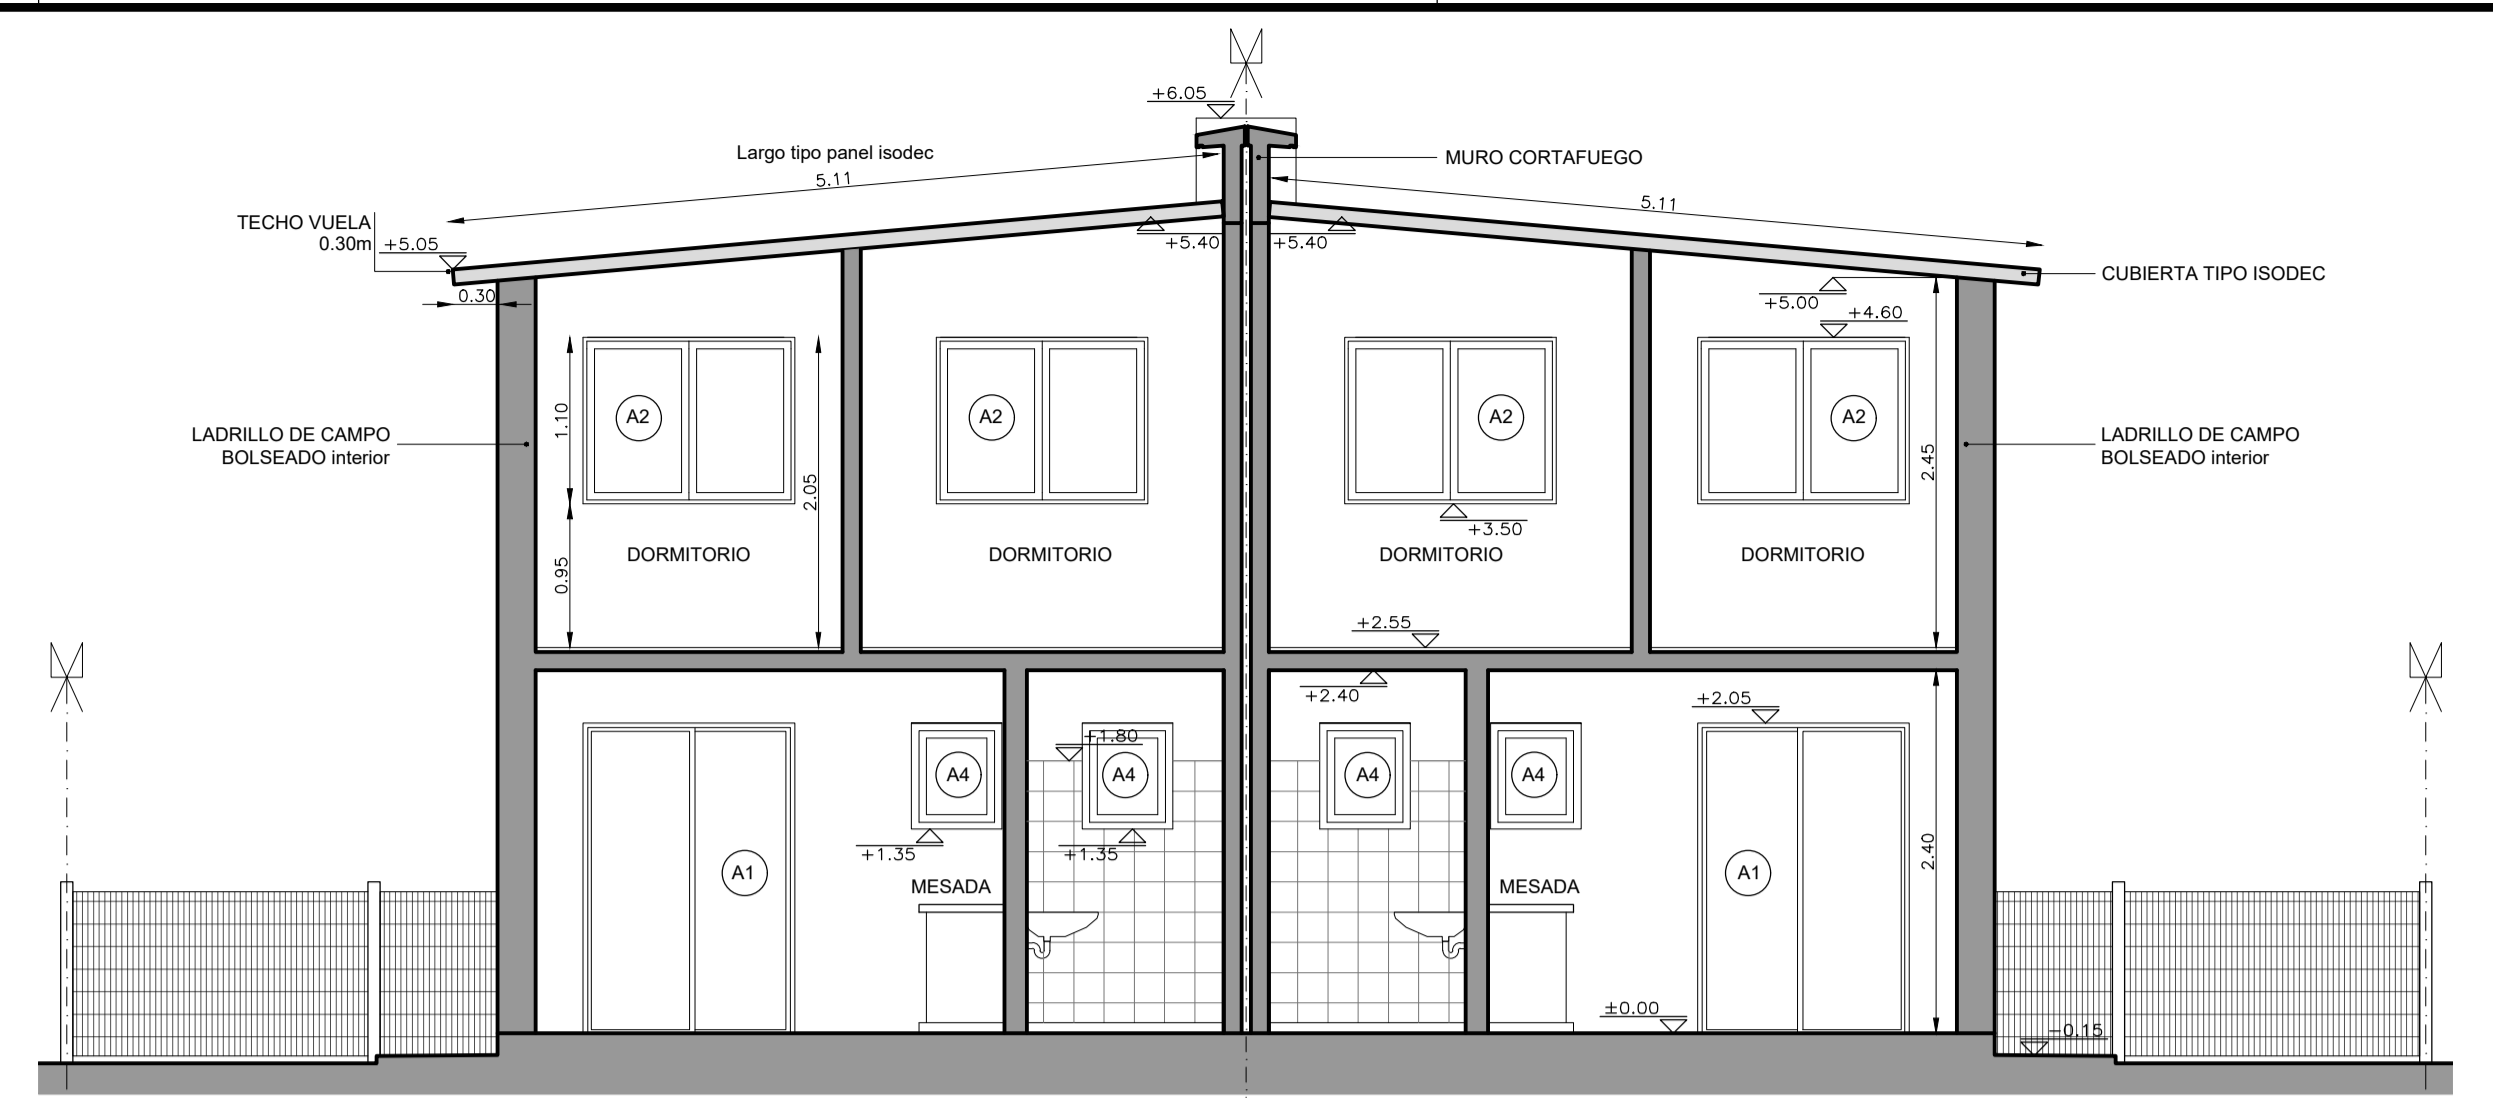 +6.05
Largo tipo panel isodec
5.11
MURO CORTAFUEGO
5.11
TECHO VUELA
0.30m
+5.05
+5.40
+5.40
0.30
CUBIERTA TIPO ISODEC
+5.00
+4.60
1.10
A2
A2
A2
A2
LADRILLO DE CAMPO
BOLSEADO interior
LADRILLO DE CAMPO
BOLSEADO interior
2.05
2.45
+3.50
0.95
DORMITORIO
DORMITORIO
DORMITORIO
DORMITORIO
+2.55
+2.40
+2.05
+1.80
A4
A4
A4
A4
+1.35
+1.35
2.40
A1
A1
MESADA
MESADA
±0.00
-0.15